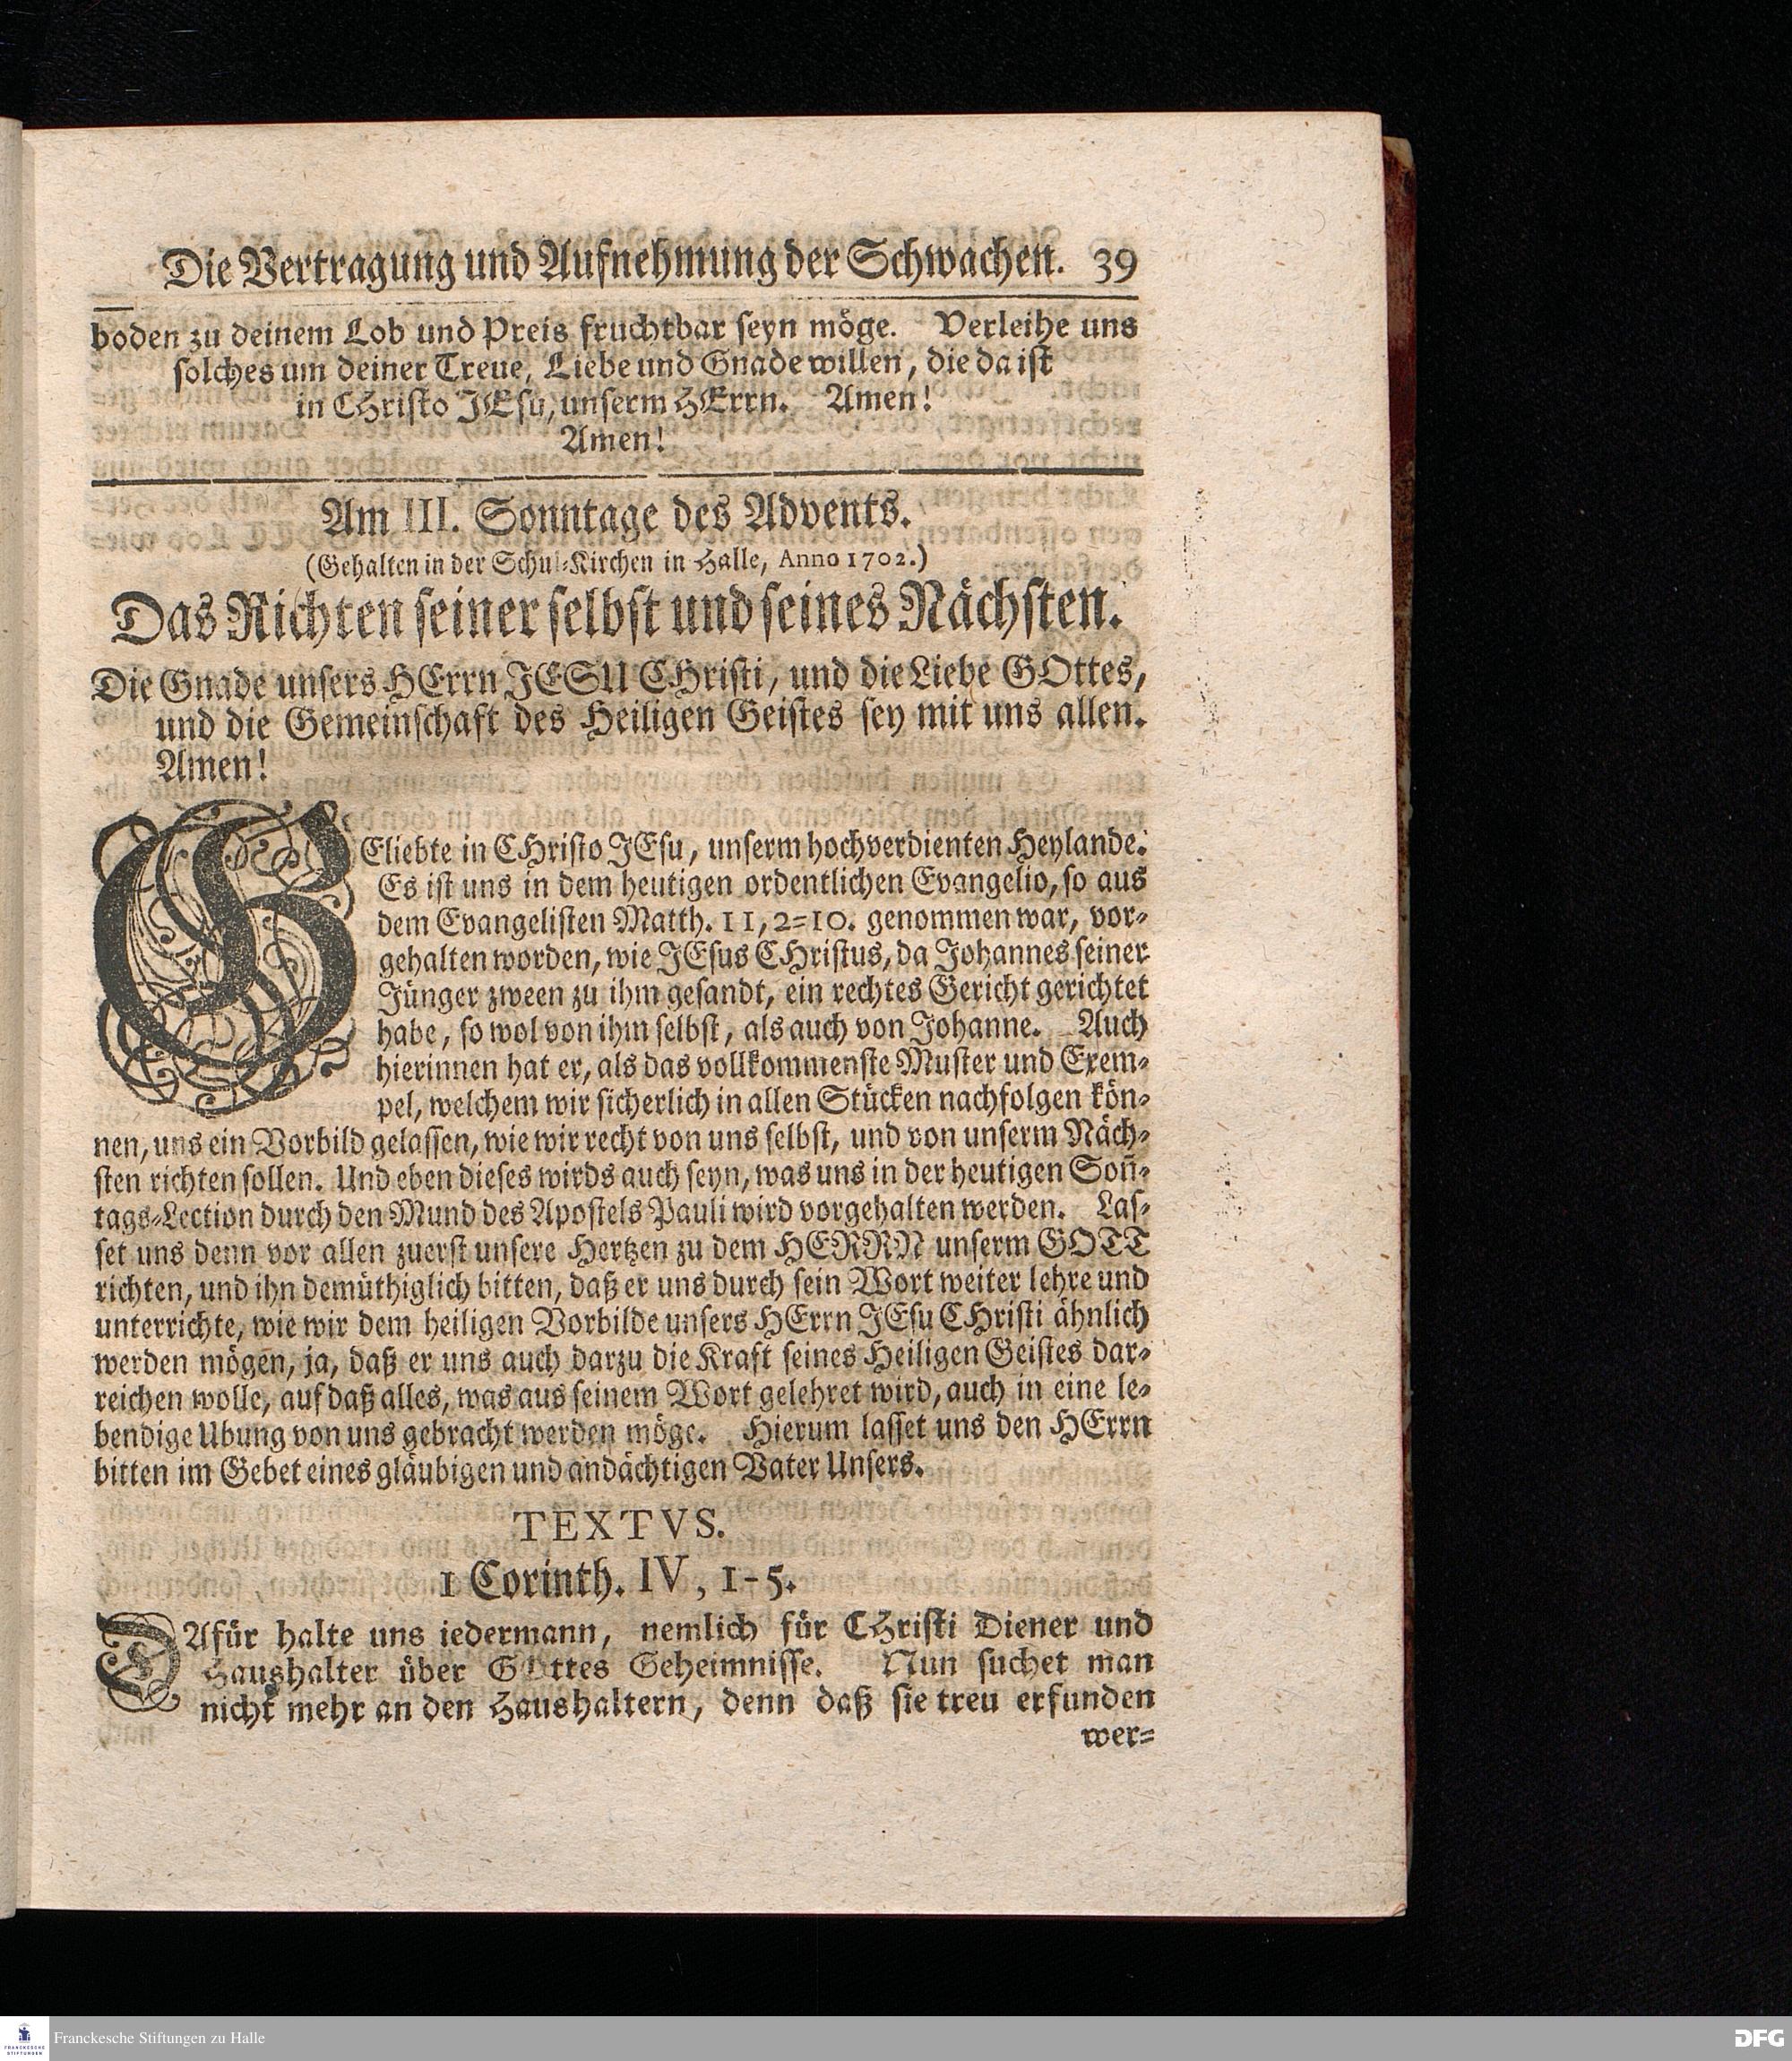 Die Vertragung und Aufnehmung der Schwachen. 39
boden zu deinem Lob und Preis fruchtbar seyn möge. Verleihe uns
solches um deiner Treue, Liebe und Gnade willen, die da ist
in CHristo JEsu, unserm HErrn. Amen!
Amen!
Am III. Sonntage des Advents.
(Gehalten in der Schul-Kirchen in Halle, Anno 1702.)
Das Richten seiner selbst und seines Nächsten.
Die Gnade unsers HErrn JESU CHristi, und die Liebe GOttes,
und die Gemeinschaft des Heiligen Geistes sey mit uns allen.
Amen!
GEliebte in CHristo JEsu, unserm hochverdienten Heylande.
Es ist uns in dem heutigen ordentlichen Evangelio, so aus
dem Evangelisten Matth. 11, 2=10. genommen war, vor-
gehalten worden, wie JEsus CHristus, da Johannes seiner
Jünger zween zu ihm gesandt, ein rechtes Gericht gerichtet
habe, so wol von ihm selbst, als auch von Johanne. Auch
hierinnen hat er, als das vollkommenste Muster und Exem-
pel, welchem wir sicherlich in allen Stücken nachfolgen kön-
nen, uns ein Vorbild gelassen, wie wir recht von uns selbst, und von unserm Näch-
sten richten sollen. Und eben dieses wirds auch seyn, was uns in der heutigen Soñ-
tags-Lection durch den Mund des Apostels Pauli wird vorgehalten werden. Las-
set uns denn vor allen zuerst unsere Hertzen zu dem HERRN unserm GOTT
richten, und ihn demüthiglich bitten, daß er uns durch sein Wort weiter lehre und
unterrichte, wie wir dem heiligen Vorbilde unsers HErrn JEsu CHristi ähnlich
werden mögen, ja, daß er uns auch darzu die Kraft seines Heiligen Geistes dar-
reichen wolle, auf daß alles, was aus seinem Wort gelehret wird, auch in eine le-
bendige Ubung von uns gebracht werden möge. Hierum lasset uns den HErrn
bitten im Gebet eines gläubigen und andächtigen Vater Unsers.
TEXTVS.
1 Corinth. IV, 1-5.
DAfür halte uns iedermann, nemlich für CHristi Diener und
Haushalter über GOttes Geheimnisse. Nun suchet man
nicht mehr an den Haushaltern, denn daß sie treu erfunden
wer=
FRANCKESCHE STIFTUNGEN
Franckesche Stiftungen zu Halle
DFG